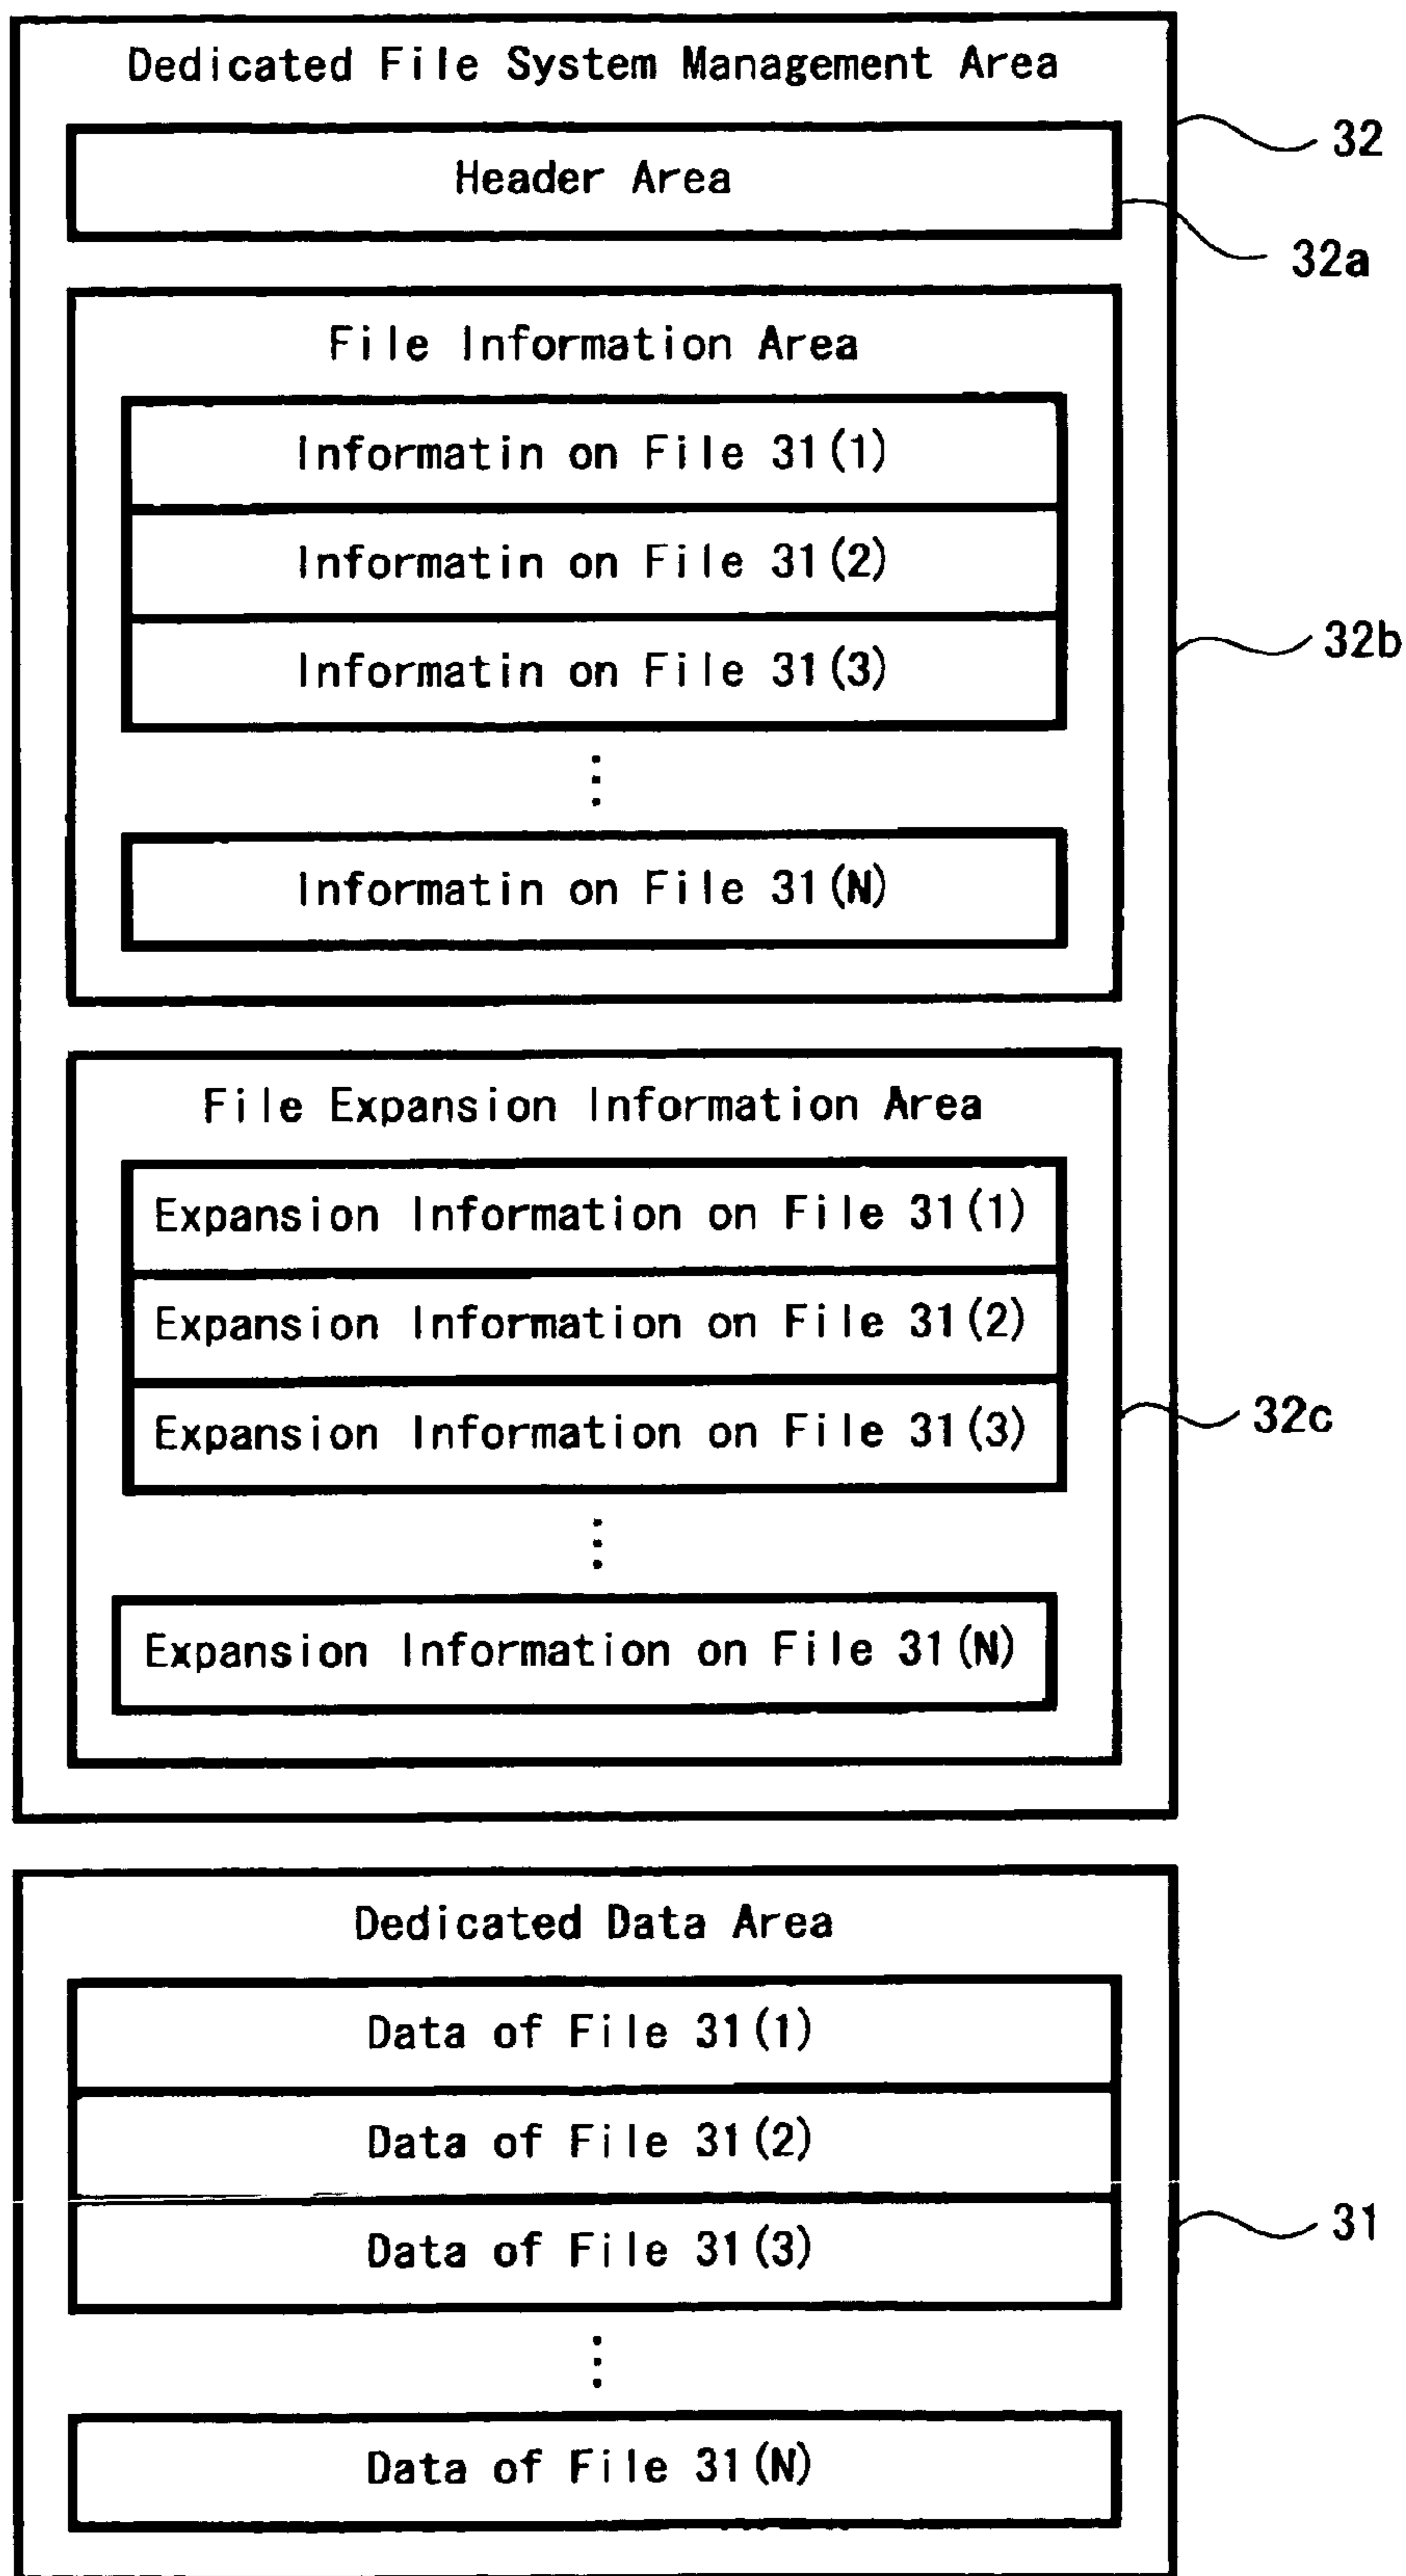 Dedicated File System Management Area
32
Header Area
32a
File Information Area
Informatin on File 31(1)
Informatin on File 31(2)
32b
Informatin on File 31(3)
⋮
Informatin on File 31(N)
File Expansion Information Area
Expansion Information on File 31(1)
Expansion Information on File 31(2)
Expansion Information on File 31(3)
32c
⋮
Expansion Information on File 31(N)
Dedicated Data Area
Data of File 31(1)
Data of File 31(2)
31
Data of File 31(3)
⋮
Data of File 31(N)